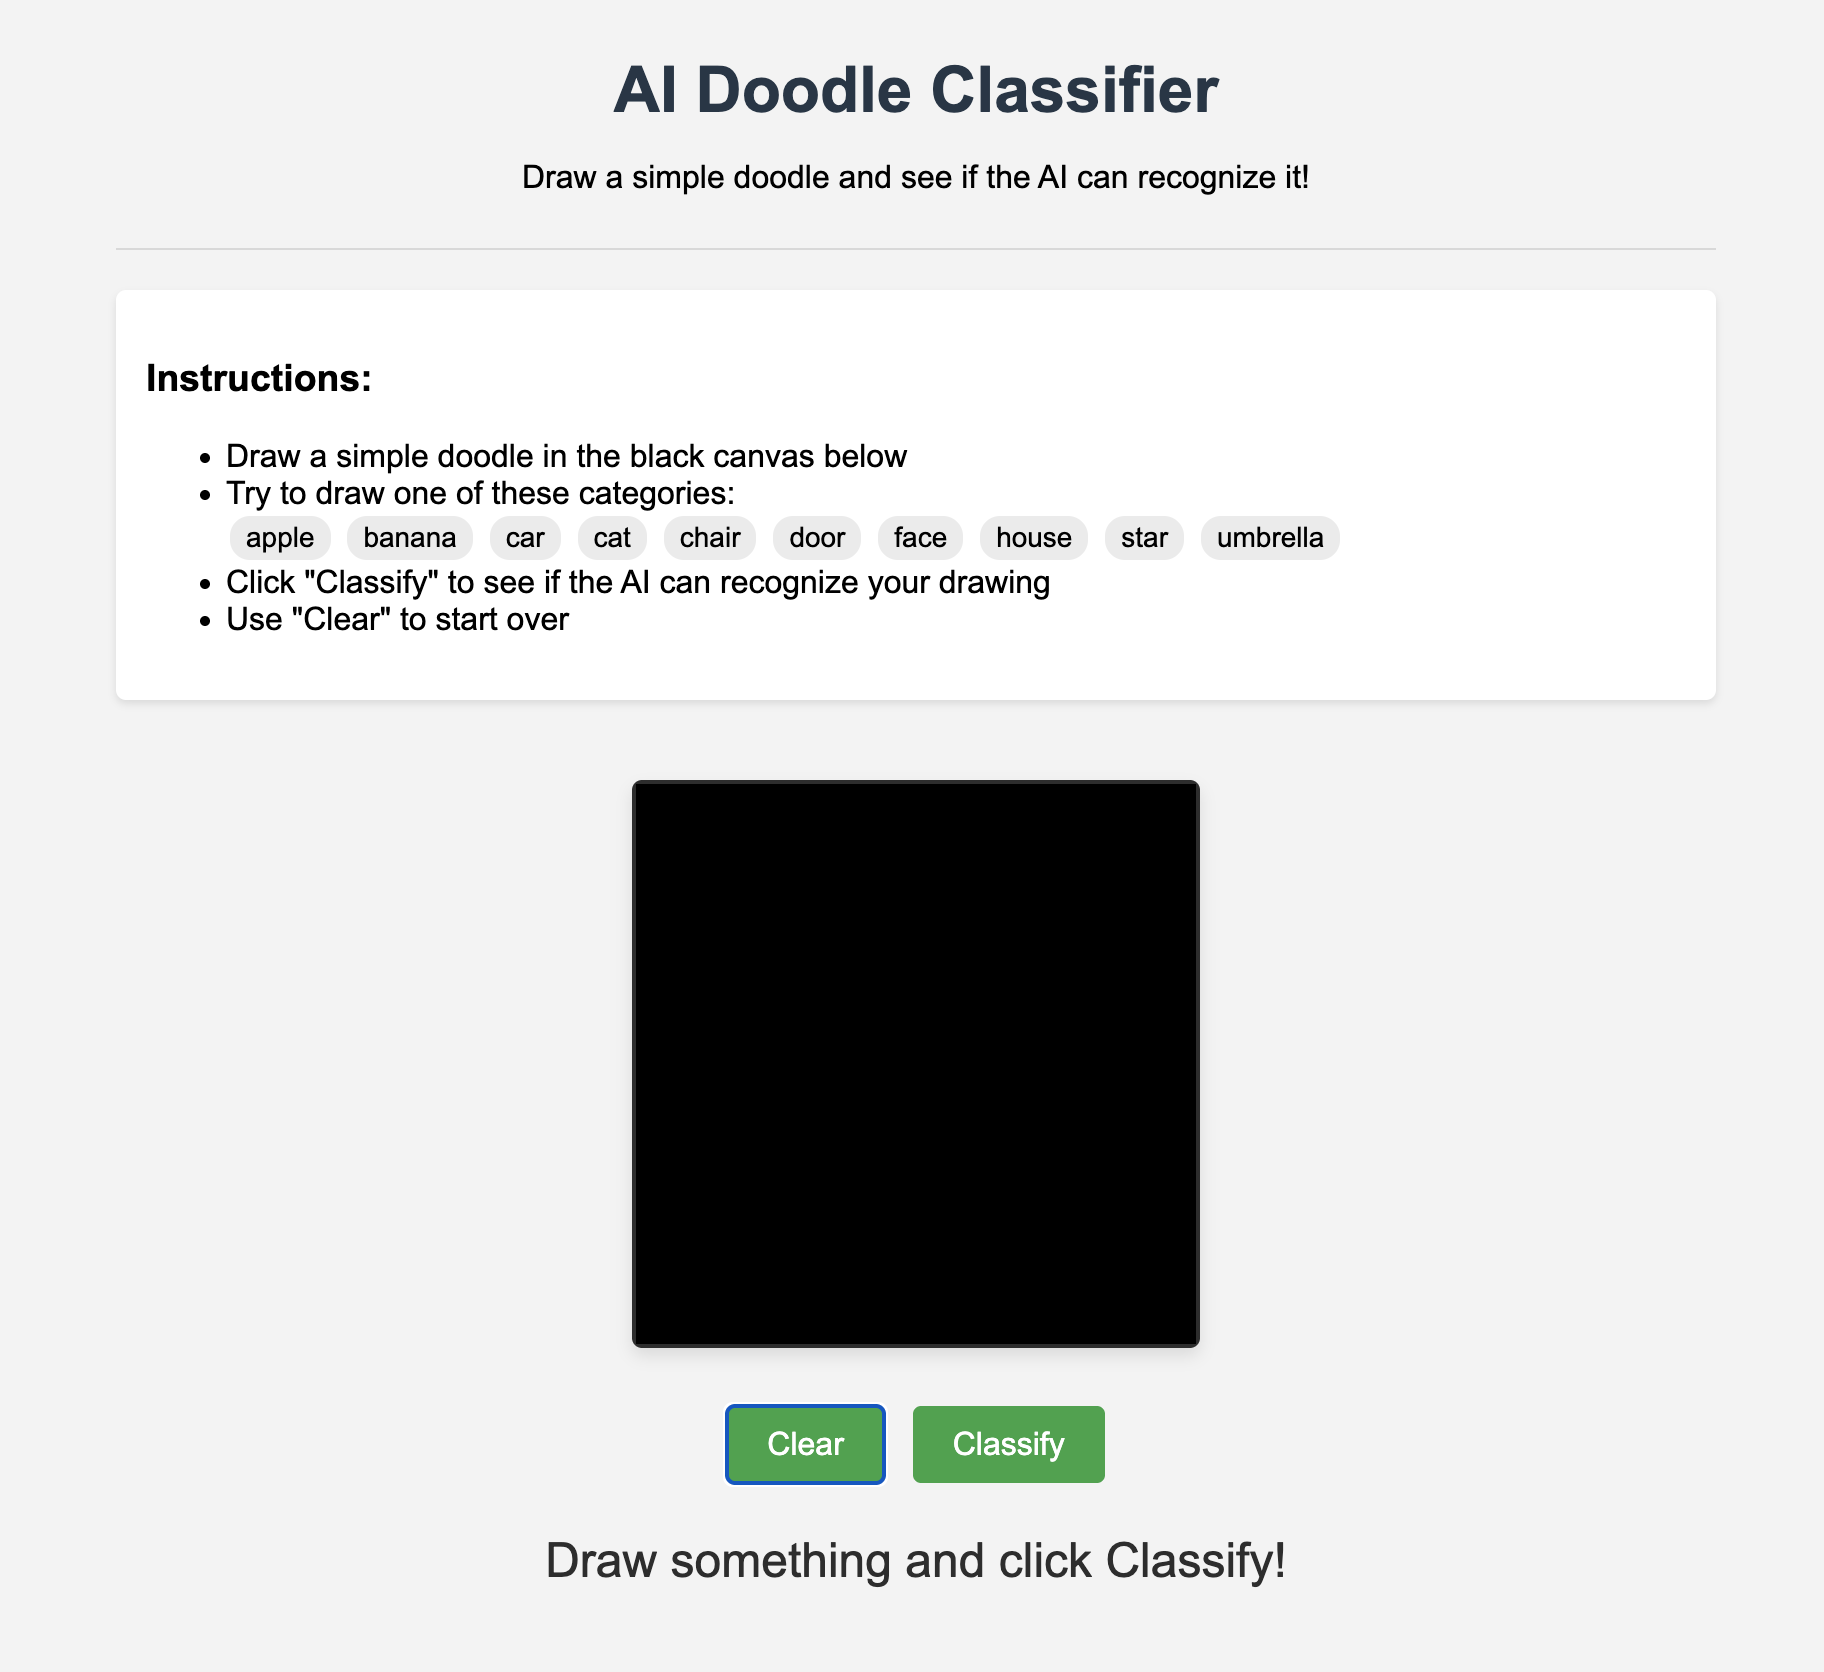 AI Doodle Classifier
Draw a simple doodle and see if the AI can recognize it!
Instructions:
• Draw a simple doodle in the black canvas below
• Try to draw one of these categories:
apple banana car cat chair door face house star umbrella
• Click "Classify" to see if the AI can recognize your drawing
• Use "Clear" to start over
Clear Classify
Draw something and click Classify!